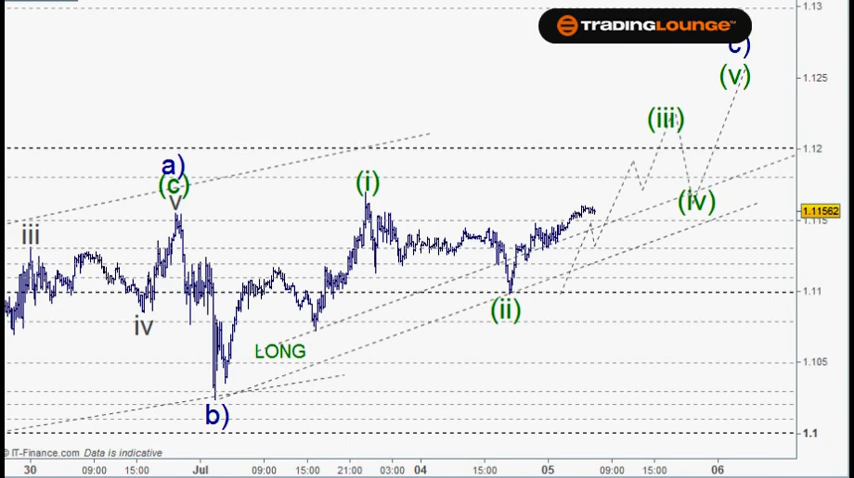 1.13
TRADINGLOUNGE™
c)
(v)
1.125
(iii)
1.12
a)
(c)
v
(i)
(iv)
1.11562
1.115
iii
1.11
iv
(ii)
LONG
1.105
b)
1.1
© IT-Finance.com Data is indicative
30 09:00 15:00 Jul 09:00 15:00 21:00 03:00 04 15:00 05 09:00 15:00 06